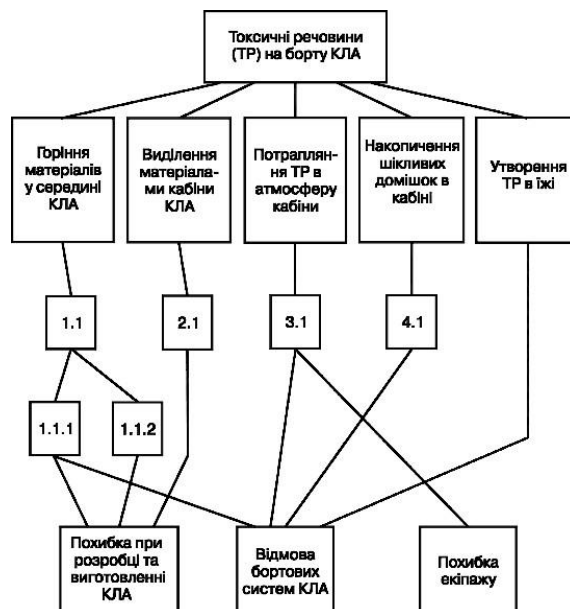 Токсичні речовини
(ТР) на борту КЛА
Горіння
матеріалів
у середині
КЛА
Виділення
матеріала-
ми кабіни
КЛА
Потраплян-
ня ТР в
атмосферу
кабіни
Накопичення
шікливих
домішок в
кабіні
Утворення
ТР в їжі
1.1
2.1
3.1
4.1
1.1.1
1.1.2
Похибка при
розробці та
виготовленні
КЛА
Відмова
бортових
систем КЛА
Похибка
екіпажу